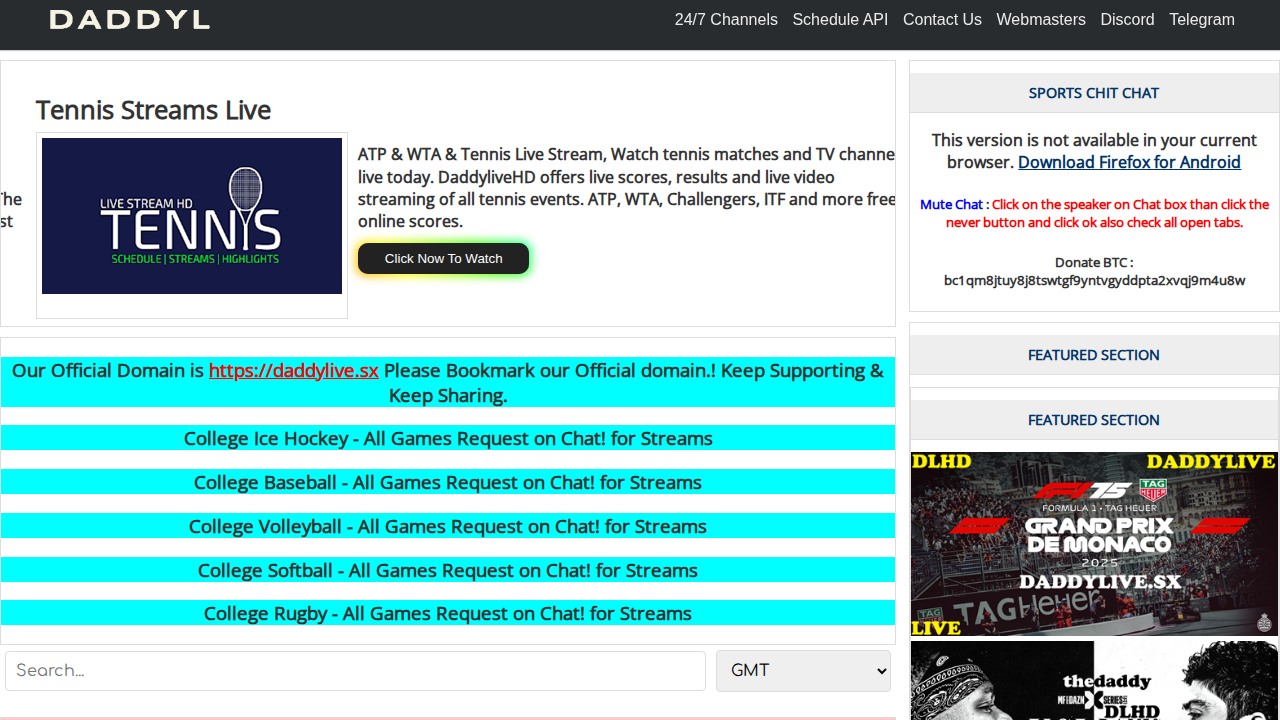 DADDYL
24/7 Channels Schedule API Contact Us Webmasters Discord Telegram
Tennis Streams Live
LIVE STREAM HD
TENNIS
SCHEDULE | STREAMS | HIGHLIGHTS
ATP & WTA & Tennis Live Stream, Watch tennis matches and TV channe
live today. DaddyliveHD offers live scores, results and live video
streaming of all tennis events. ATP, WTA, Challengers, ITF and more free
online scores.
Click Now To Watch
The
st
Our Official Domain is https://daddylive.sx Please Bookmark our Official domain.! Keep Supporting &
Keep Sharing.
College Ice Hockey - All Games Request on Chat! for Streams
College Baseball - All Games Request on Chat! for Streams
College Volleyball - All Games Request on Chat! for Streams
College Softball - All Games Request on Chat! for Streams
College Rugby - All Games Request on Chat! for Streams
Search...
GMT
SPORTS CHIT CHAT
This version is not available in your current
browser. Download Firefox for Android
Mute Chat : Click on the speaker on Chat box than click the
never button and click ok also check all open tabs.
Donate BTC :
bc1qm8jtuy8j8tswtgf9yntvgyddpta2xvqj9m4u8w
FEATURED SECTION
FEATURED SECTION
DLHD DADDYLIVE
F1 75 TAG HEUER
FORMULA 1 · TAG HEUER
GRAND PRIX
DE MONACO
2025
DADDYLIVE.SX
TAGHeuer
LIVE
thedaddy
DLHD